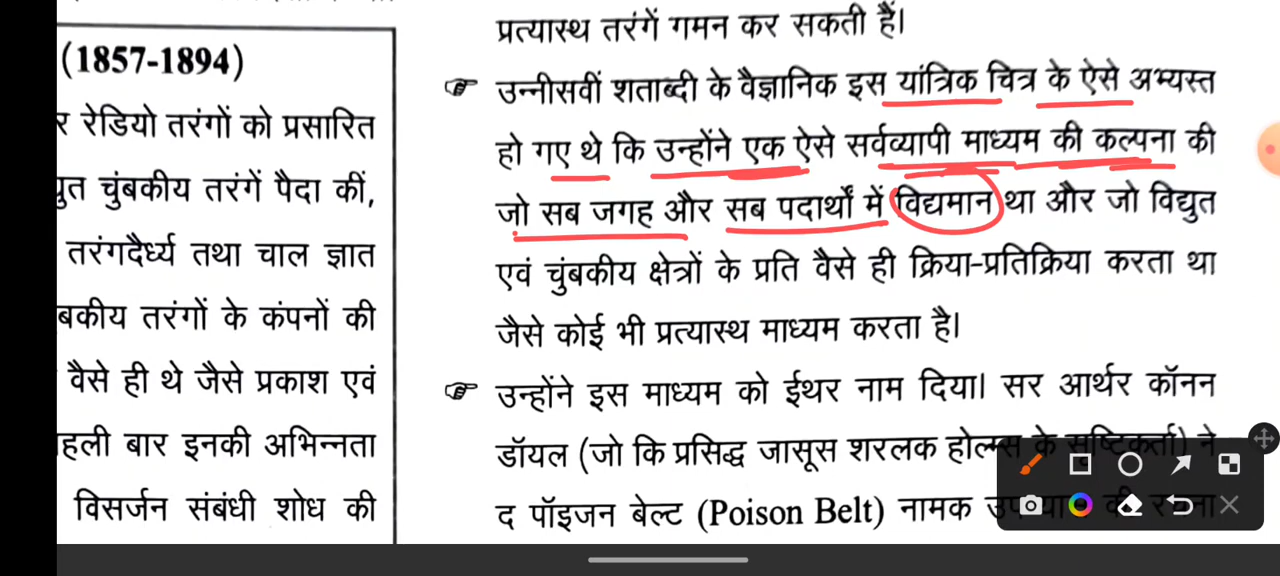 (1857-1894)
रेडियो तरंगों को प्रसारित
चुंबकीय तरंगें पैदा कीं,
तरंगदैर्ध्य तथा चाल ज्ञात
तरंगों के कंपनों की
वैसे ही थे जैसे प्रकाश एवं
बार इनकी अभिन्नता
विसर्जन संबंधी शोध की
प्रत्यास्थ तरंगें गमन कर सकती हैं।
☞ उन्नीसवीं शताब्दी के वैज्ञानिक इस यांत्रिक चित्र के ऐसे अभ्यस्त
हो गए थे कि उन्होंने एक ऐसे सर्वव्यापी माध्यम की कल्पना की
जो सब जगह और सब पदार्थों में विद्यमान था और जो विद्युत
एवं चुंबकीय क्षेत्रों के प्रति वैसे ही क्रिया-प्रतिक्रिया करता था
जैसे कोई भी प्रत्यास्थ माध्यम करता है।
☞ उन्होंने इस माध्यम को ईथर नाम दिया। सर आर्थर कॉनन
डॉयल (जो कि प्रसिद्ध जासूस शरलक होल्म्स के सृष्टिकर्ता) ने
द पॉइजन बेल्ट (Poison Belt) नामक